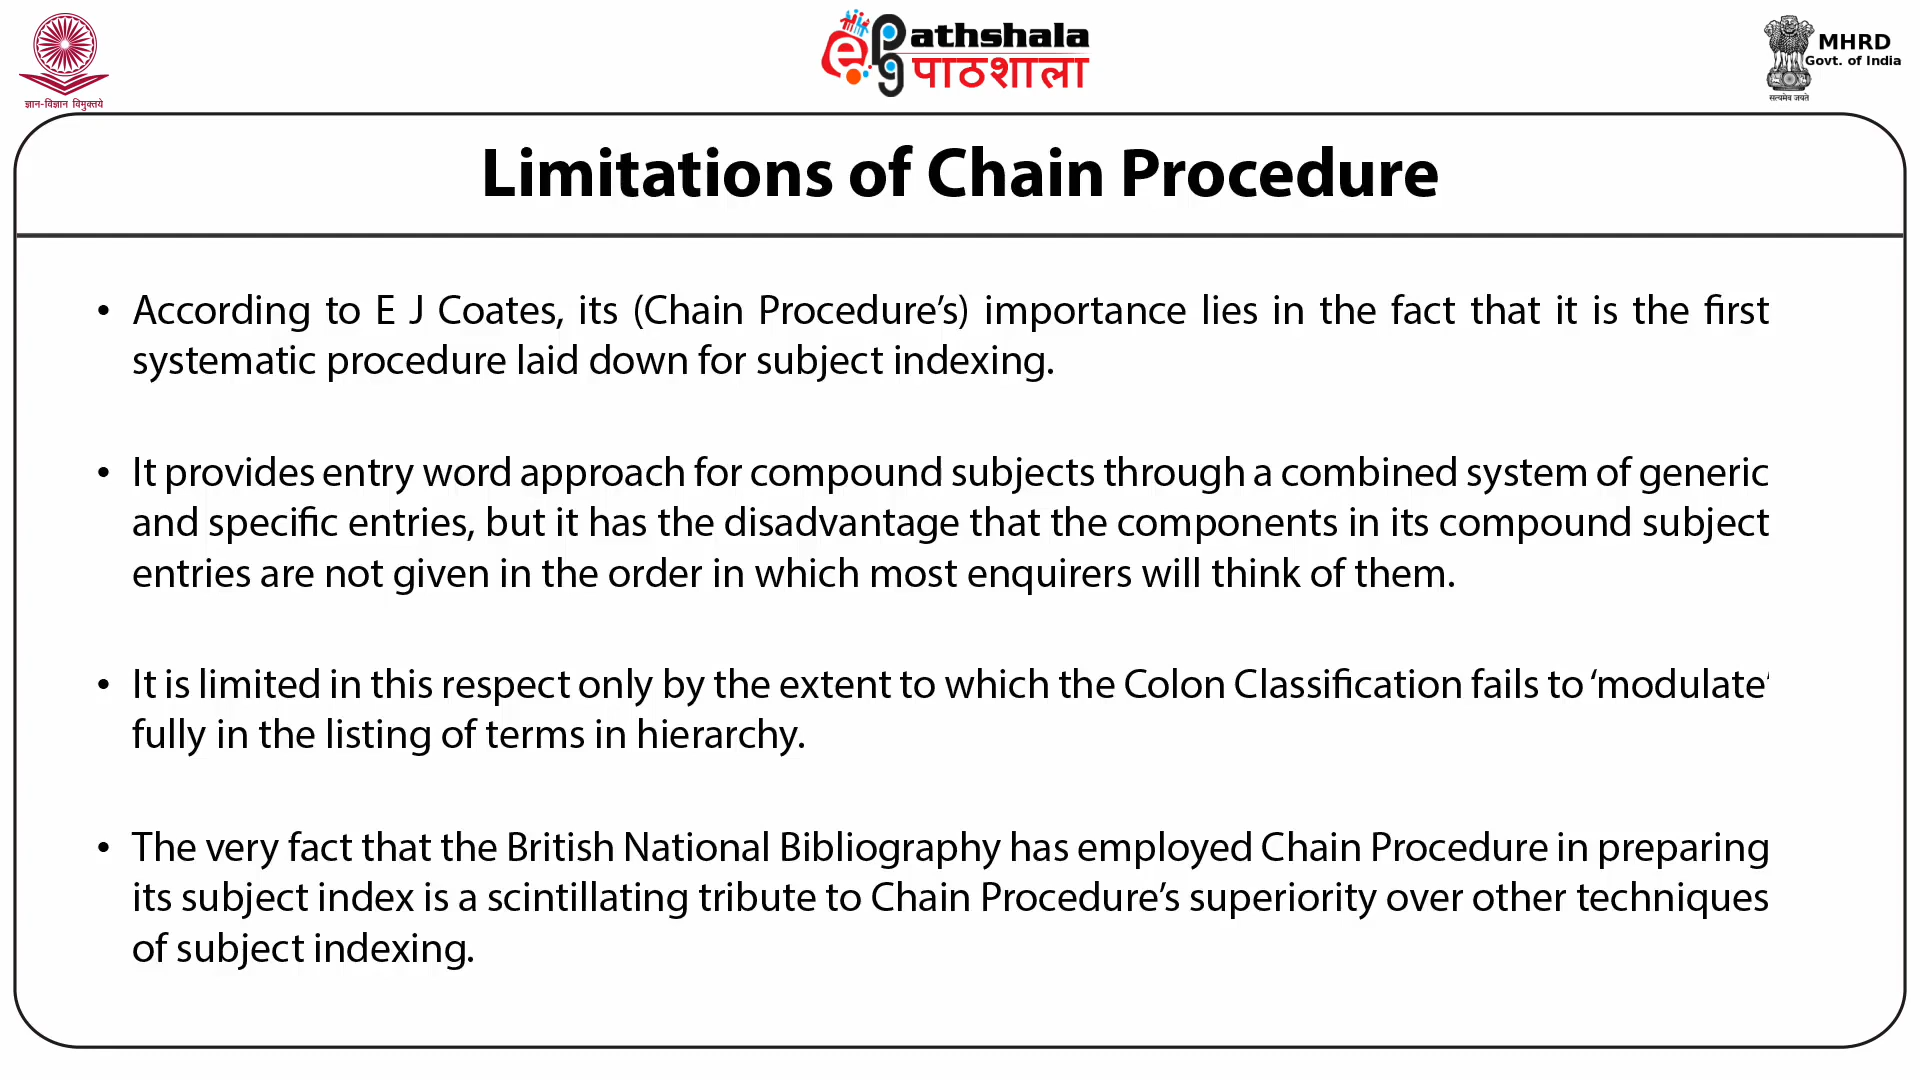 ज्ञान-विज्ञान विमुक्तये
ePathshala
पाठशाला
MHRD
Govt. of India
सत्यमेव जयते
Limitations of Chain Procedure
• According to E J Coates, its (Chain Procedure’s) importance lies in the fact that it is the first
systematic procedure laid down for subject indexing.
• It provides entry word approach for compound subjects through a combined system of generic
and specific entries, but it has the disadvantage that the components in its compound subject
entries are not given in the order in which most enquirers will think of them.
• It is limited in this respect only by the extent to which the Colon Classification fails to ‘modulate’
fully in the listing of terms in hierarchy.
• The very fact that the British National Bibliography has employed Chain Procedure in preparing
its subject index is a scintillating tribute to Chain Procedure’s superiority over other techniques
of subject indexing.